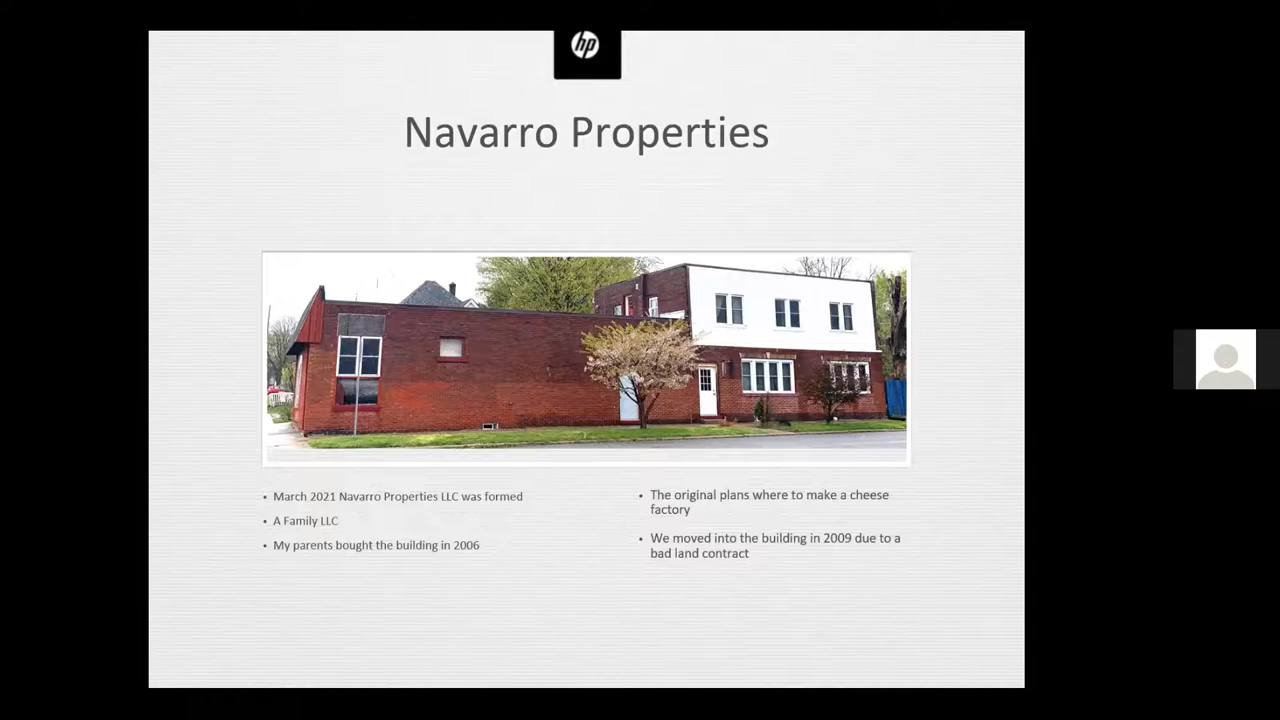 hp
Navarro Properties
• March 2021 Navarro Properties LLC was formed
• A Family LLC
• My parents bought the building in 2006
• The original plans where to make a cheese
factory
• We moved into the building in 2009 due to a
bad land contract